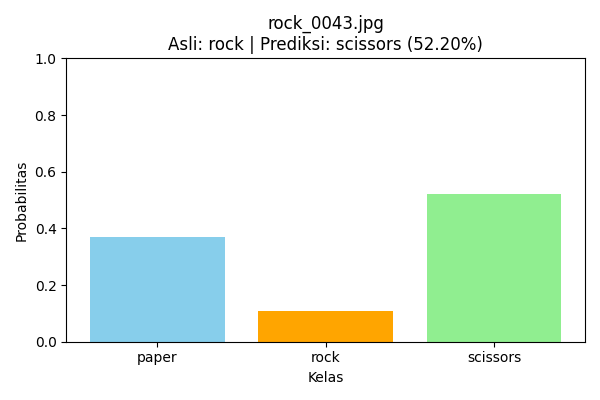 rock_0043.jpg
Asli: rock | Prediksi: scissors (52.20%)
1.0
0.8
0.6
0.4
0.2
0.0
Probabilitas
paper
rock
scissors
Kelas